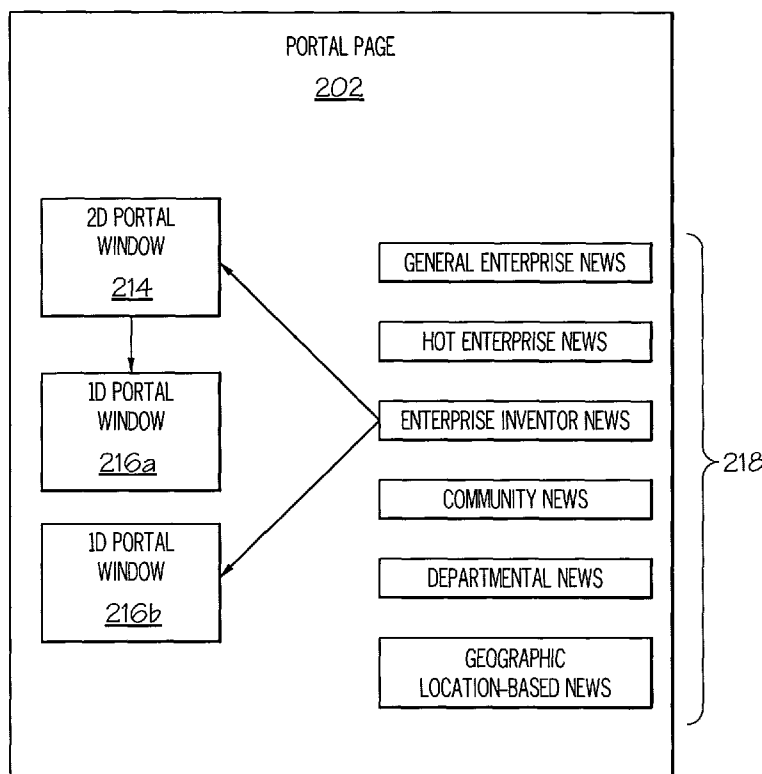 PORTAL PAGE
202
2D PORTAL
WINDOW
214
1D PORTAL
WINDOW
216a
1D PORTAL
WINDOW
216b
GENERAL ENTERPRISE NEWS
HOT ENTERPRISE NEWS
ENTERPRISE INVENTOR NEWS
COMMUNITY NEWS
DEPARTMENTAL NEWS
GEOGRAPHIC
LOCATION-BASED NEWS
218